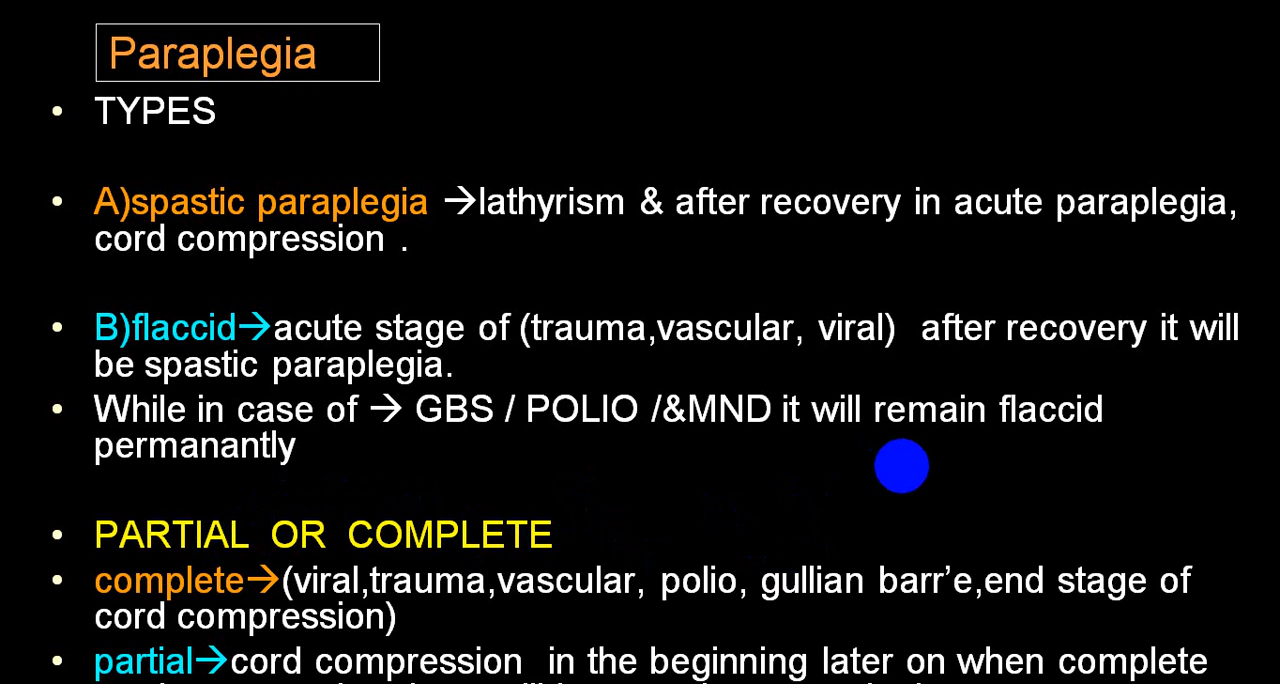 Paraplegia
• TYPES
• A)spastic paraplegia →lathyrism & after recovery in acute paraplegia,
cord compression .
• B)flaccid→acute stage of (trauma,vascular, viral) after recovery it will
be spastic paraplegia.
• While in case of → GBS / POLIO /&MND it will remain flaccid
permanantly
• PARTIAL OR COMPLETE
• complete→(viral,trauma,vascular, polio, gullian barr’e,end stage of
cord compression)
• partial→cord compression in the beginning later on when complete